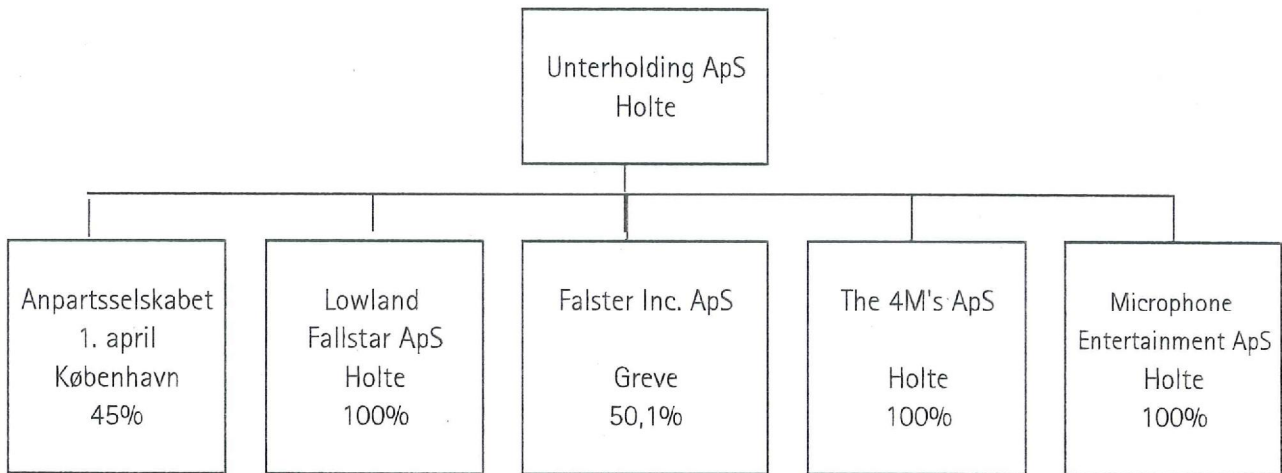 Unterholding ApS
Holte
Anpartsselskabet
1. april
København
45%
Lowland
Fallstar ApS
Holte
100%
Falster Inc. ApS
Greve
50,1%
The 4M's ApS
Holte
100%
Microphone
Entertainment ApS
Holte
100%